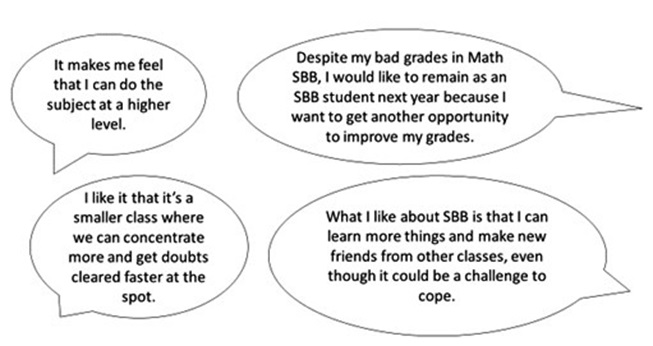 It makes me feel
that I can do the
subject at a higher
level.
Despite my bad grades in Math
SBB, I would like to remain as an
SBB student next year because I
want to get another opportunity
to improve my grades.
I like it that it's a
smaller class where
we can concentrate
more and get doubts
cleared faster at the
spot.
What I like about SBB is that I can
learn more things and make new
friends from other classes, even
though it could be a challenge to
cope.